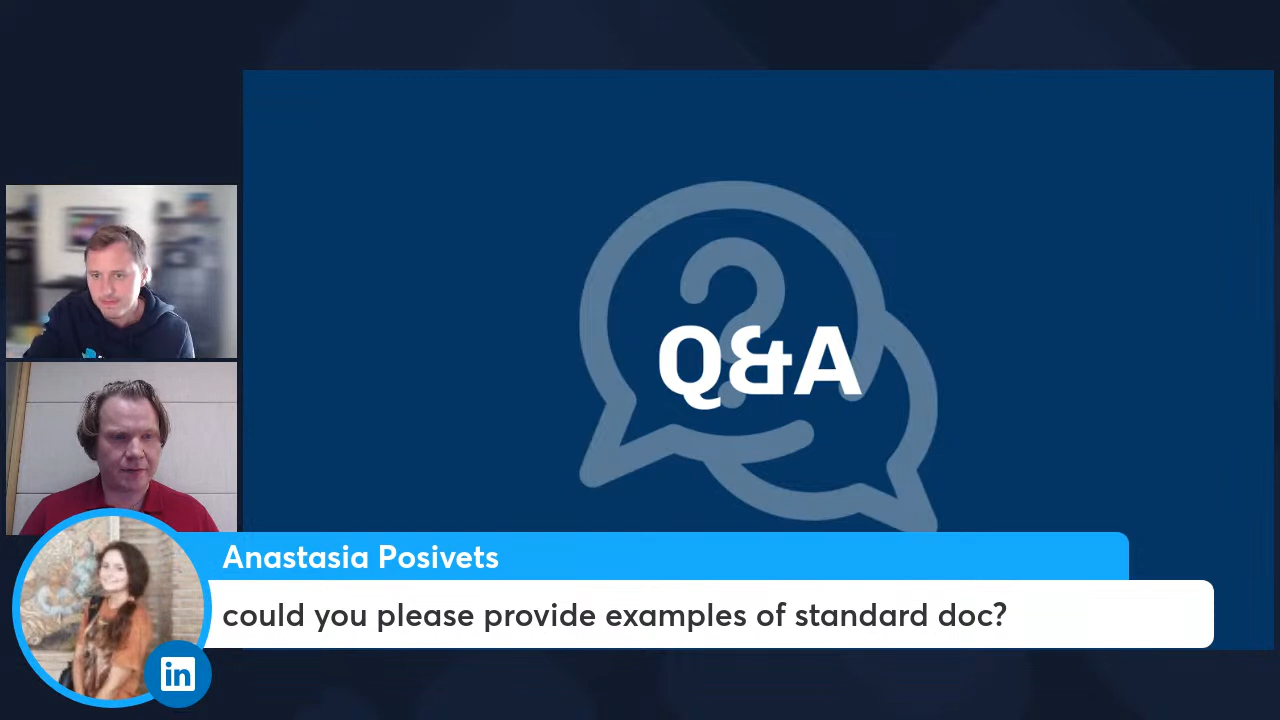 Q&A
Anastasia Posivets
could you please provide examples of standard doc?
in